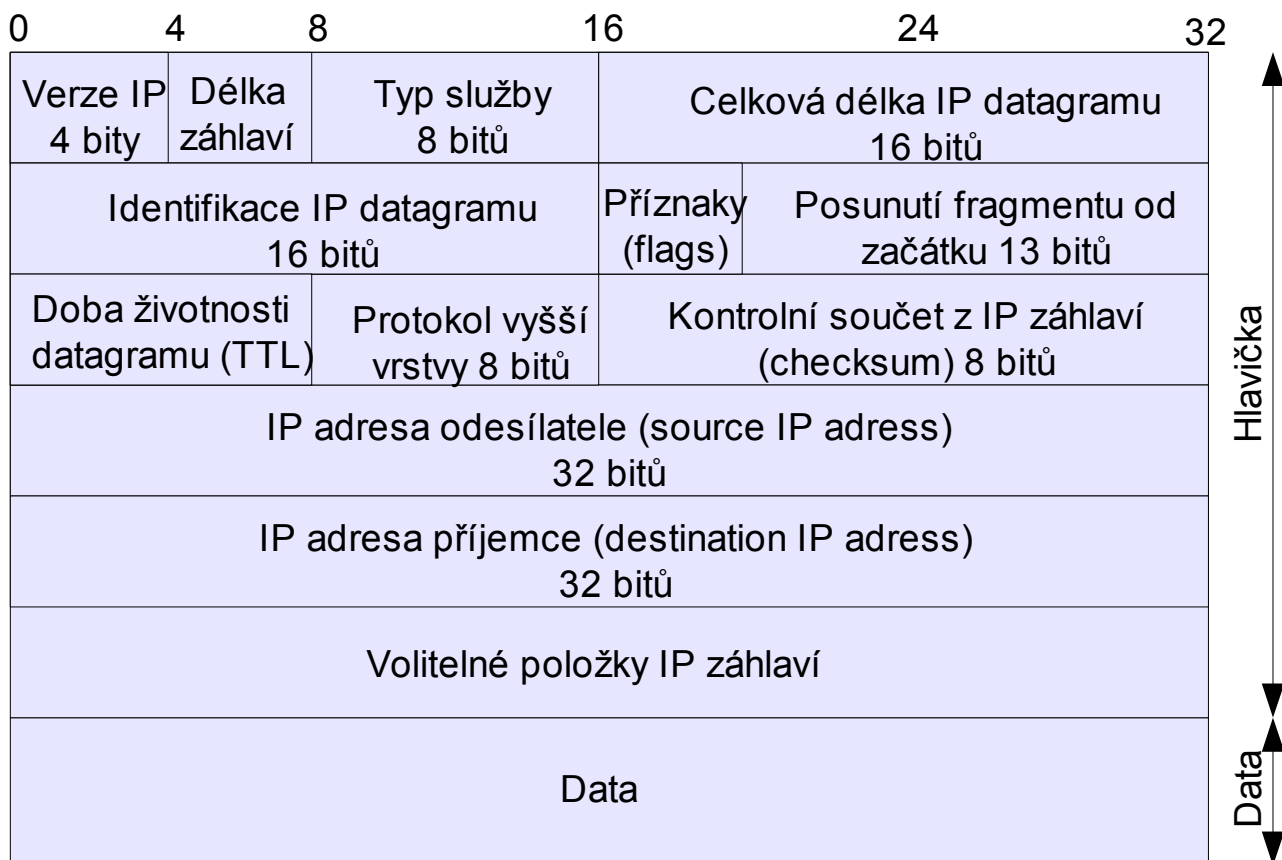 0 4 8 16 24 32
Verze IP
4 bity
Délka
záhlaví
Typ služby
8 bitů
Celková délka IP datagramu
16 bitů
Identifikace IP datagramu
16 bitů
Příznaky
(flags)
Posunutí fragmentu od
začátku 13 bitů
Doba životnosti
datagramu (TTL)
Protokol vyšší
vrstvy 8 bitů
Kontrolní součet z IP záhlaví
(checksum) 8 bitů
IP adresa odesílatele (source IP adress)
32 bitů
IP adresa příjemce (destination IP adress)
32 bitů
Volitelné položky IP záhlaví
Data
Hlavička
Data